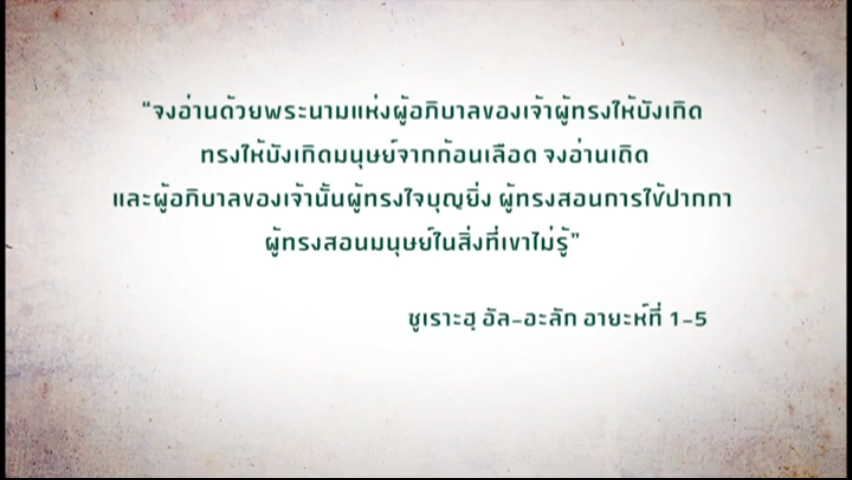 “จงอ่านด้วยพระนามแห่งผู้อภิบาลของเจ้าผู้ทรงให้บังเกิด
ทรงให้บังเกิดมนุษย์จากก้อนเลือด จงอ่านเถิด
และผู้อภิบาลของเจ้านั้นผู้ทรงใจบุญยิ่ง ผู้ทรงสอนการใช้ปากกา
ผู้ทรงสอนมนุษย์ในสิ่งที่เขาไม่รู้”
ซูเราะฮฺ อัล-อะลัก อายะห์ที่ 1-5